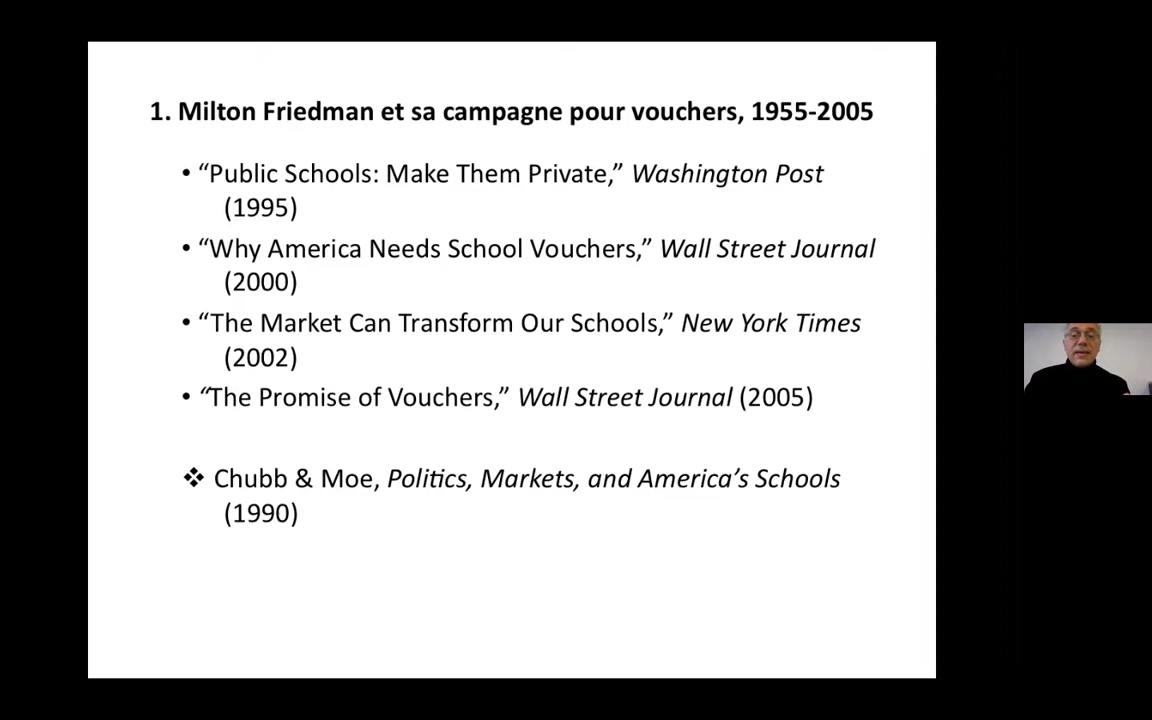 1. Milton Friedman et sa campagne pour vouchers, 1955-2005
• “Public Schools: Make Them Private,” Washington Post
(1995)
• “Why America Needs School Vouchers,” Wall Street Journal
(2000)
• “The Market Can Transform Our Schools,” New York Times
(2002)
• “The Promise of Vouchers,” Wall Street Journal (2005)
❖ Chubb & Moe, Politics, Markets, and America’s Schools
(1990)